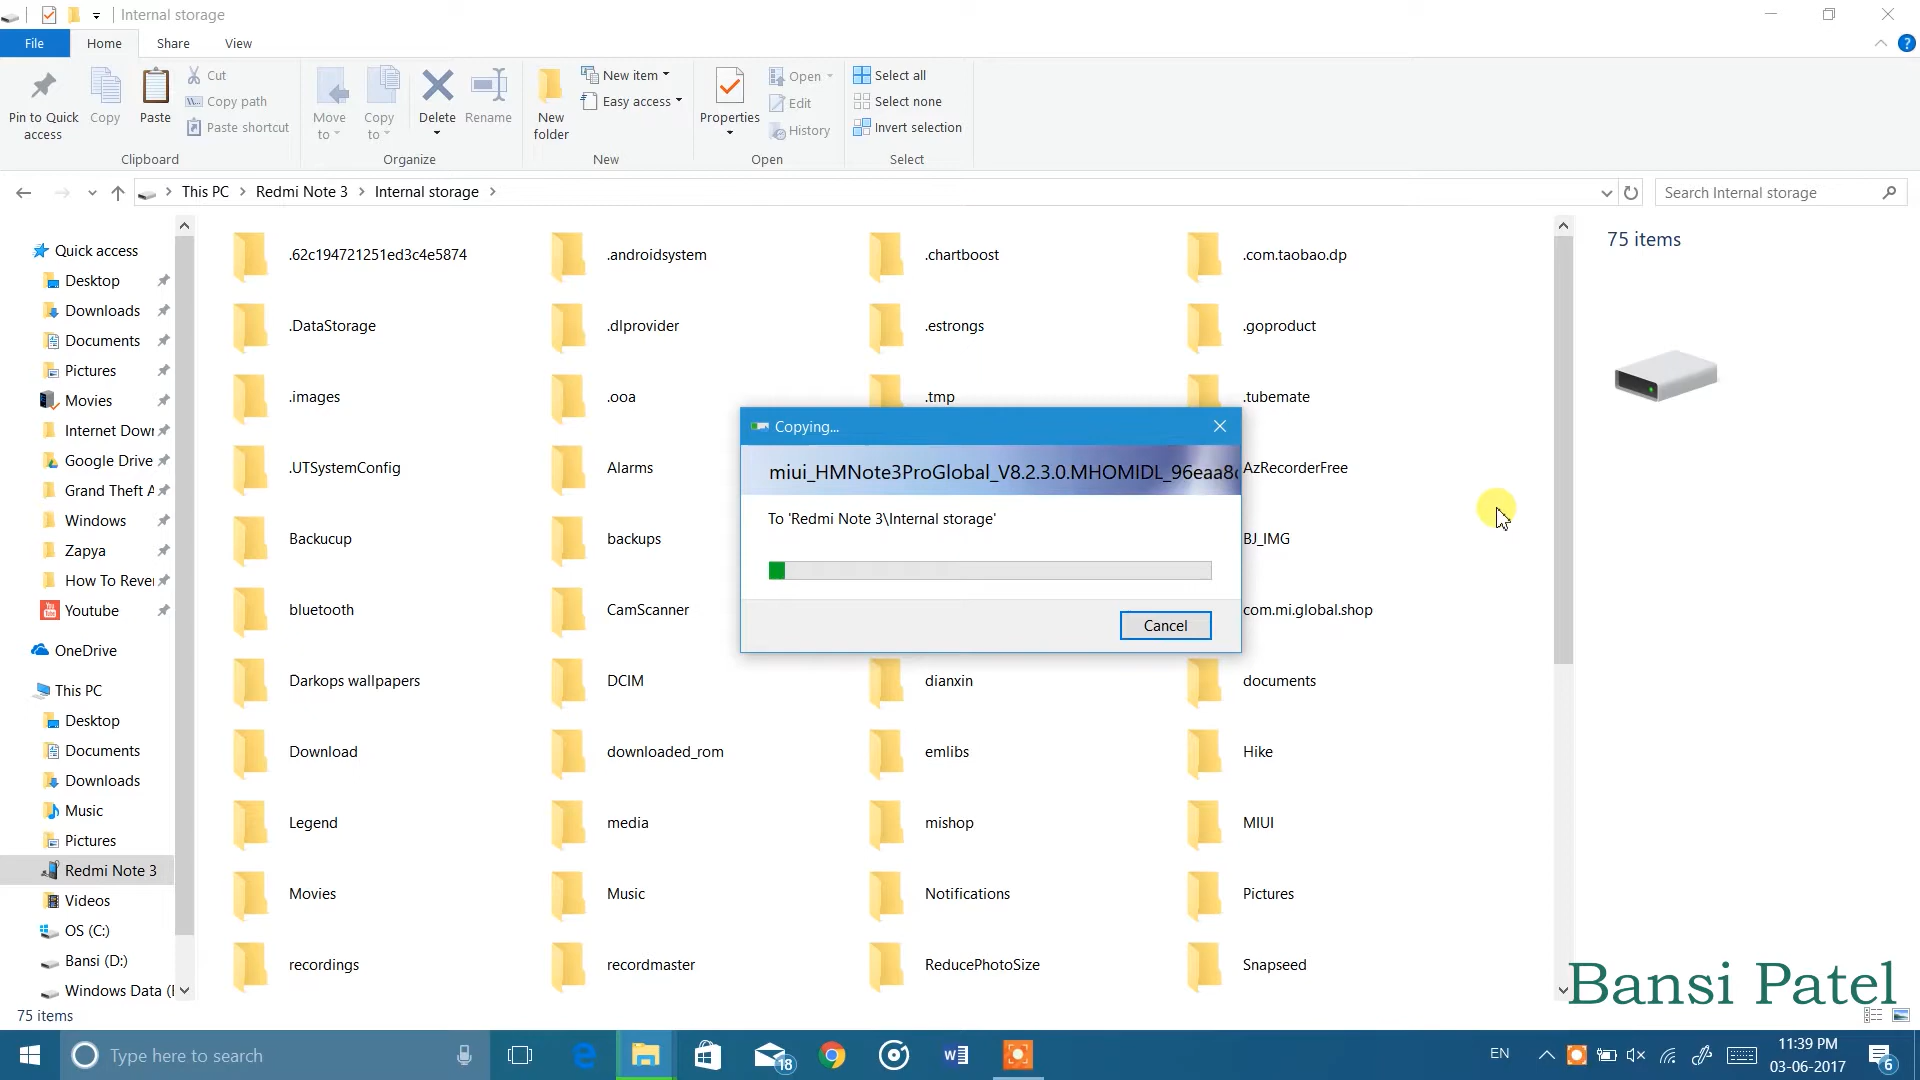 Internal storage
File Home Share View
Pin to Quick access
Copy
Paste
Cut
Copy path
Paste shortcut
Clipboard
Move to
Copy to
Delete
Rename
Organize
New folder
New item
Easy access
New
Properties
Open
Edit
History
Open
Select all
Select none
Invert selection
Select
This PC > Redmi Note 3 > Internal storage >
Search Internal storage
Quick access
Desktop
Downloads
Documents
Pictures
Movies
Internet Down
Google Drive
Grand Theft A
Windows
Zapya
How To Rever
Youtube
OneDrive
This PC
Desktop
Documents
Downloads
Music
Pictures
Redmi Note 3
Videos
OS (C:)
Bansi (D:)
Windows Data (
.62c194721251ed3c4e5874 .androidsystem .chartboost .com.taobao.dp
.DataStorage .dlprovider .estrongs .goproduct
.images .ooa .tmp .tubemate
.UTSystemConfig Alarms AzRecorderFree
Backucup backups BJ_IMG
bluetooth CamScanner com.mi.global.shop
Darkops wallpapers DCIM dianxin documents
Download downloaded_rom emlibs Hike
Legend media mishop MIUI
Movies Music Notifications Pictures
recordings recordmaster ReducePhotoSize Snapseed
Copying...
miui_HMNote3ProGlobal_V8.2.3.0.MHOMIDL_96eaa8
To 'Redmi Note 3\Internal storage'
Cancel
75 items
Bansi Patel
75 items
Type here to search
18
EN
11:39 PM
03-06-2017
6